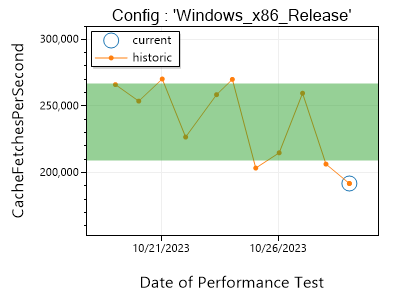 Config : 'Windows_x86_Release'
300,000
250,000
200,000
CacheFetchesPerSecond
current
historic
10/21/2023
10/26/2023
Date of Performance Test